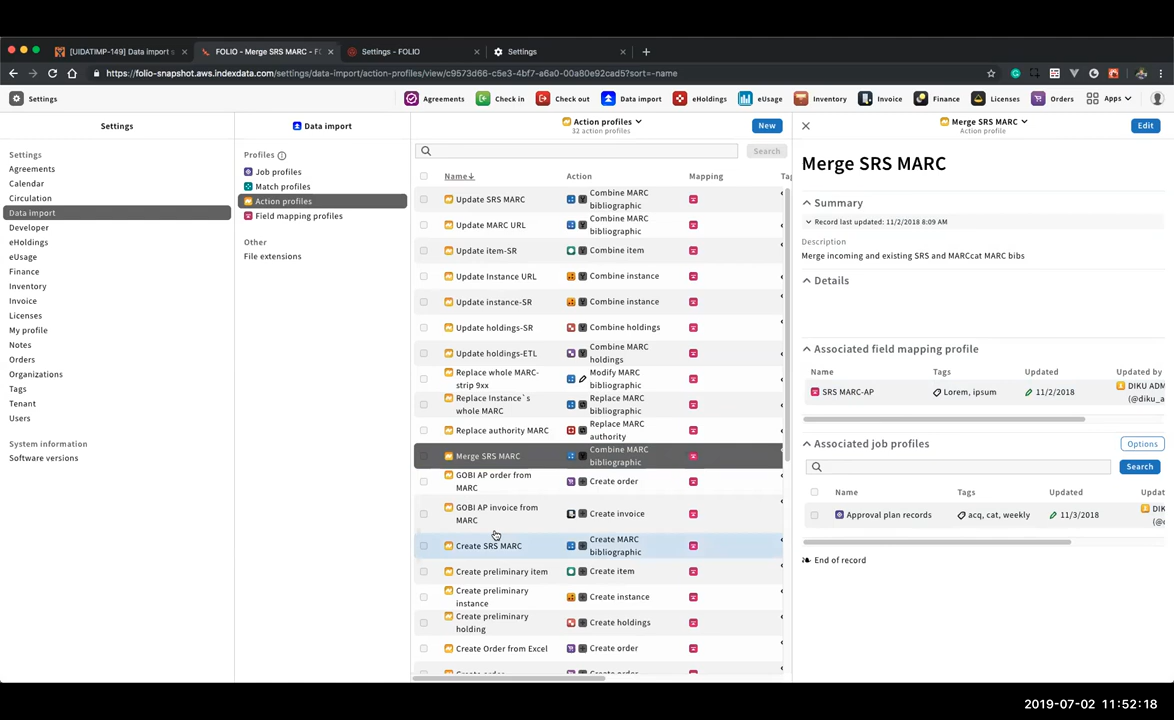 [UIDATIMP-149] Data import s
FOLIO - Merge SRS MARC - FO
Settings - FOLIO
Settings
https://folio-snapshot.aws.indexdata.com/settings/data-import/action-profiles/view/c9573d66-c5e3-4bf7-a6a0-00a80e92cad5?sort=-name
Settings
Agreements
Check in
Check out
Data import
eHoldings
eUsage
Inventory
Invoice
Finance
Licenses
Orders
Apps
Settings
Settings
Agreements
Calendar
Circulation
Data import
Developer
eHoldings
eUsage
Finance
Inventory
Invoice
Licenses
My profile
Notes
Orders
Organizations
Tags
Tenant
Users
System information
Software versions
Data import
Profiles
Job profiles
Match profiles
Action profiles
Field mapping profiles
Other
File extensions
Action profiles
32 action profiles
New
Search
Name Action Mapping Tag
Update SRS MARC Combine MARC
bibliographic
Update MARC URL Combine MARC
bibliographic
Update item-SR Combine item
Update Instance URL Combine instance
Update instance-SR Combine instance
Update holdings-SR Combine holdings
Update holdings-ETL Combine MARC
holdings
Replace whole MARC- Modify MARC
strip 9xx bibliographic
Replace Instance`s Replace MARC
whole MARC bibliographic
Replace authority MARC Replace MARC
authority
Merge SRS MARC Combine MARC
bibliographic
GOBI AP order from
MARC Create order
GOBI AP invoice from
MARC Create invoice
Create SRS MARC Create MARC
bibliographic
Create preliminary item Create item
Create preliminary
instance Create instance
Create preliminary
holding Create holdings
Create Order from Excel Create order
Create order Create order
Merge SRS MARC
Action profile
Edit
Merge SRS MARC
Summary
Record last updated: 11/2/2018 8:09 AM
Description
Merge incoming and existing SRS and MARCcat MARC bibs
Details
Associated field mapping profile
Name Tags Updated Updated by
SRS MARC-AP Lorem, ipsum 11/2/2018 DIKU ADM
(@diku_a
Associated job profiles
Options
Search
Name Tags Updated Updat
Approval plan records acq, cat, weekly 11/3/2018 DIK
(@d
End of record
2019-07-02 11:52:18